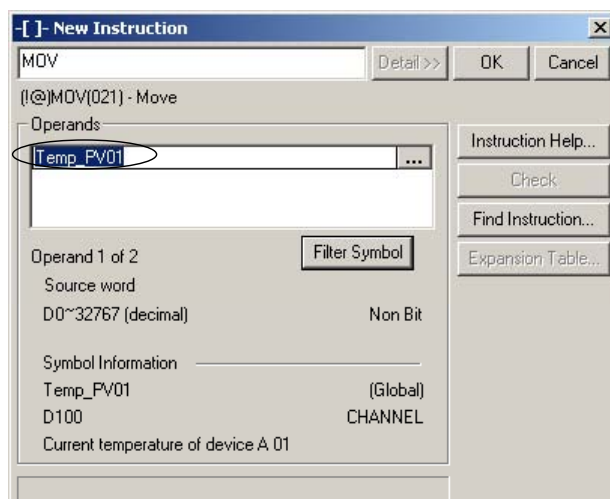 -[ ]- New Instruction
MOV
Detail >>
OK
Cancel
(!@)MOV(021) - Move
Operands
Temp_PV01
...
Instruction Help...
Check
Find Instruction...
Expansion Table...
Operand 1 of 2
Filter Symbol
Source word
D0~32767 (decimal)
Non Bit
Symbol Information
Temp_PV01
(Global)
D100
CHANNEL
Current temperature of device A 01